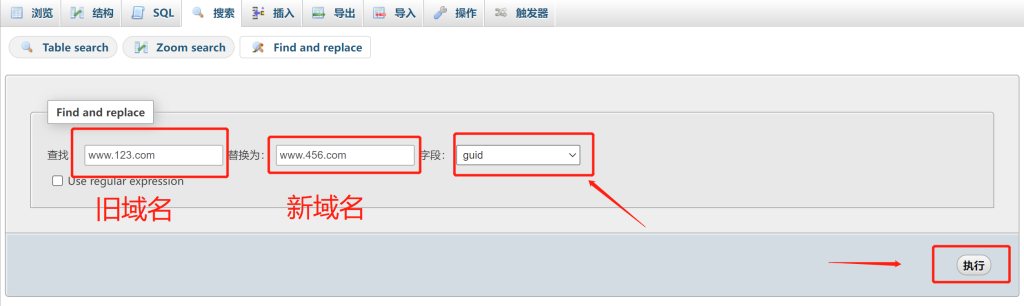 浏览 结构 SQL 搜索 插入 导出 导入 操作 触发器
Table search Zoom search Find and replace
Find and replace
查找 www.123.com 替换为: www.456.com 字段: guid
Use regular expression
旧域名 新域名
执行